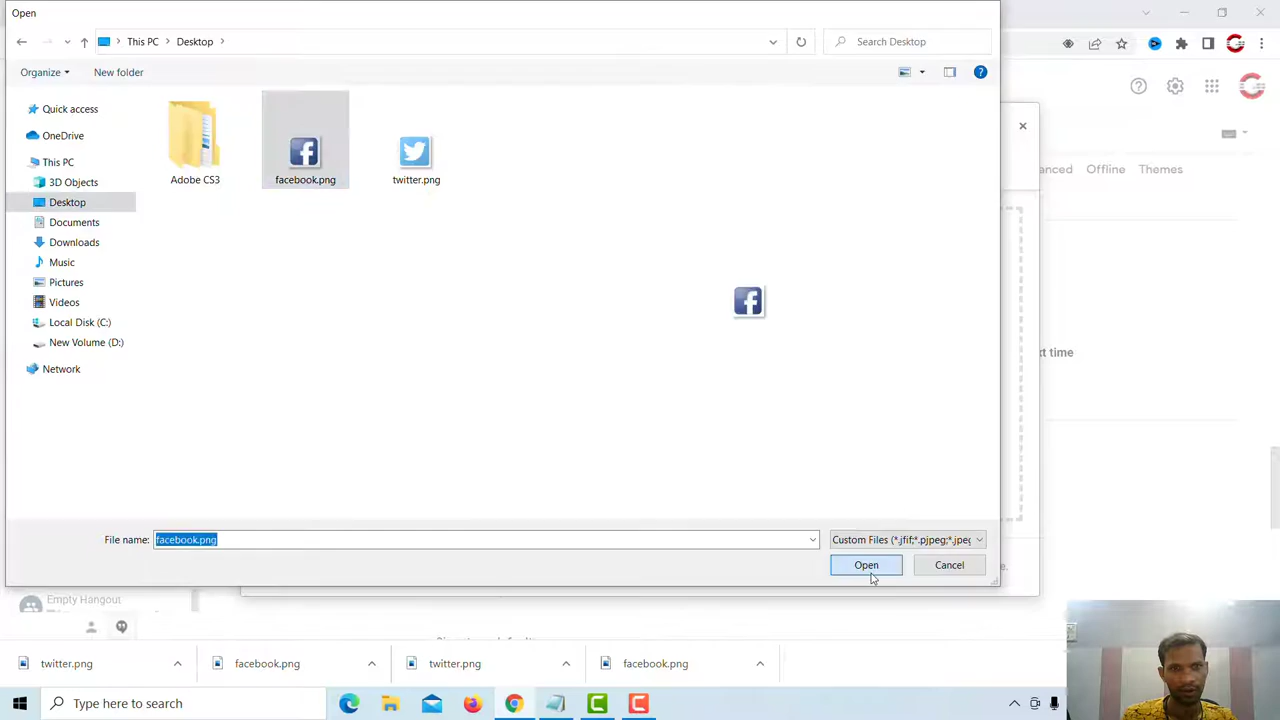 Open
This PC
Desktop
Search Desktop
Organize
New folder
Quick access
OneDrive
This PC
3D Objects
Desktop
Documents
Downloads
Music
Pictures
Videos
Local Disk (C:)
New Volume (D:)
Network
Adobe CS3
facebook.png
twitter.png
anced
Offline
Themes
xt time
File name:
facebook.png
Custom Files (*.jfif;*.pjpeg;*.jpeg
Open
Cancel
Empty Hangout
twitter.png
facebook.png
twitter.png
facebook.png
Type here to search